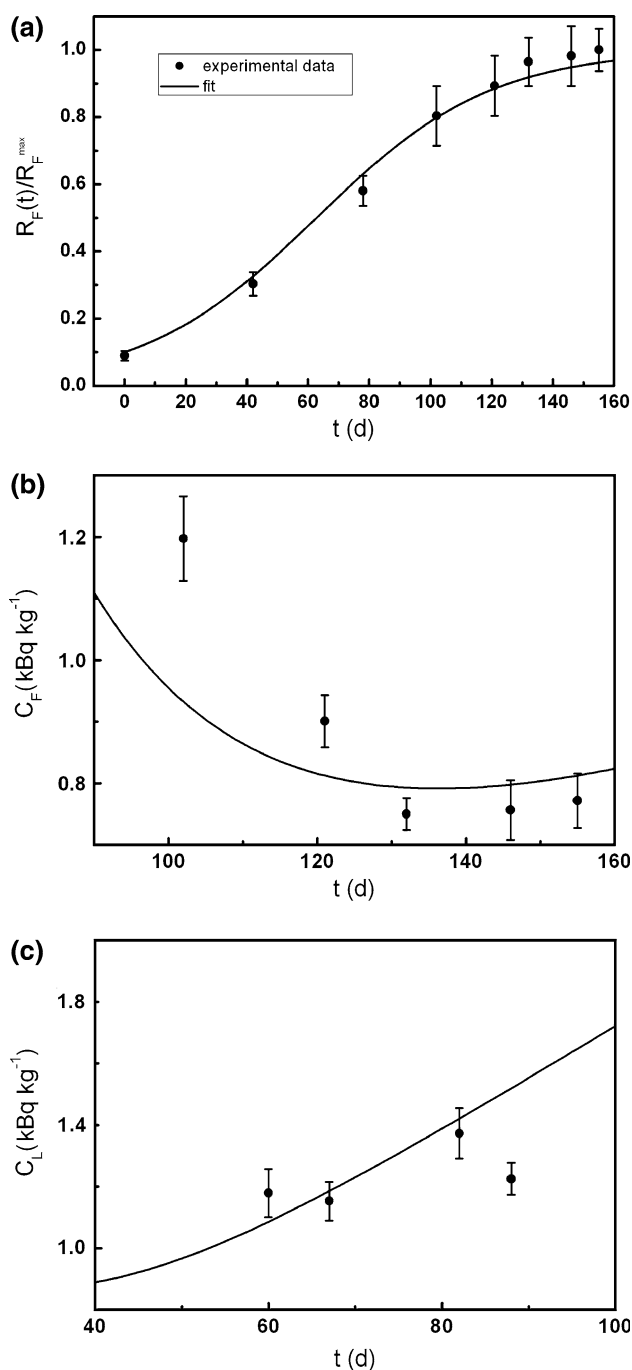 (a)
1.0
0.8
0.6
0.4
0.2
0.0
R_F(t)/R_F^max
experimental data
fit
0 20 40 60 80 100 120 140 160
t (d)
(b)
1.2
1.0
0.8
C_F(kBq kg^-1)
100 120 140 160
t (d)
(c)
1.8
1.4
1.0
C_L(kBq kg^-1)
40 60 80 100
t (d)